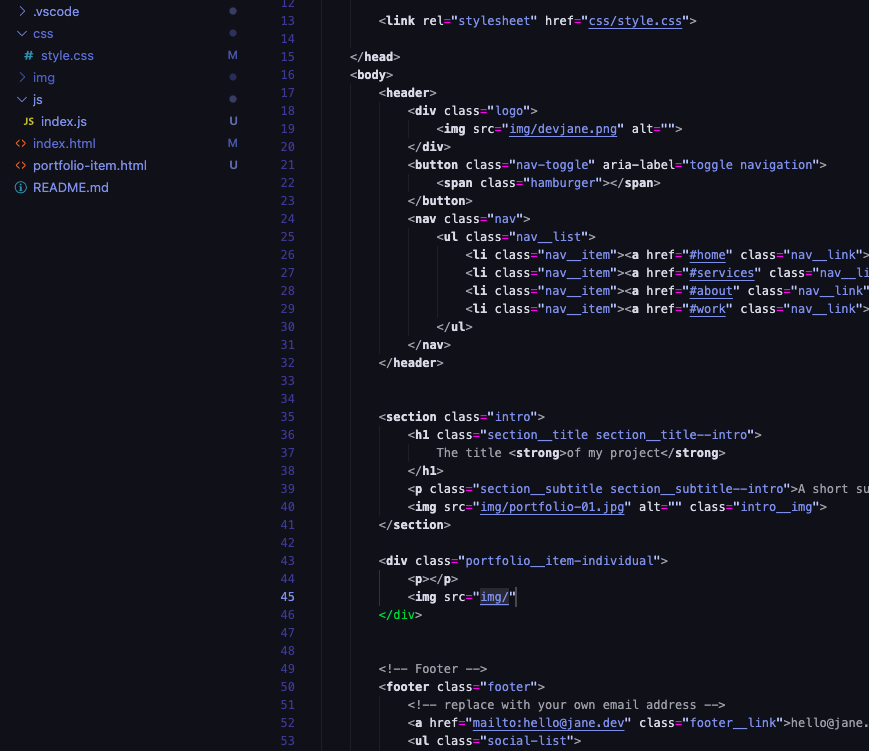 .vscode
css
# style.css M
img
js
JS index.js U
<> index.html M
<> portfolio-item.html U
README.md
12
13 <link rel="stylesheet" href="css/style.css">
14
15 </head>
16 <body>
17 <header>
18 <div class="logo">
19 <img src="img/devjane.png" alt="">
20 </div>
21 <button class="nav-toggle" aria-label="toggle navigation">
22 <span class="hamburger"></span>
23 </button>
24 <nav class="nav">
25 <ul class="nav__list">
26 <li class="nav__item"><a href="#home" class="nav__link">
27 <li class="nav__item"><a href="#services" class="nav__li
28 <li class="nav__item"><a href="#about" class="nav__link"
29 <li class="nav__item"><a href="#work" class="nav__link">
30 </ul>
31 </nav>
32 </header>
33
34
35 <section class="intro">
36 <h1 class="section__title section__title--intro">
37 The title <strong>of my project</strong>
38 </h1>
39 <p class="section__subtitle section__subtitle--intro">A short su
40 <img src="img/portfolio-01.jpg" alt="" class="intro__img">
41 </section>
42
43 <div class="portfolio__item-individual">
44 <p></p>
45 <img src="img/"
46 </div>
47
48
49 <!-- Footer -->
50 <footer class="footer">
51 <!-- replace with your own email address -->
52 <a href="mailto:hello@jane.dev" class="footer__link">hello@jane.
53 <ul class="social-list">